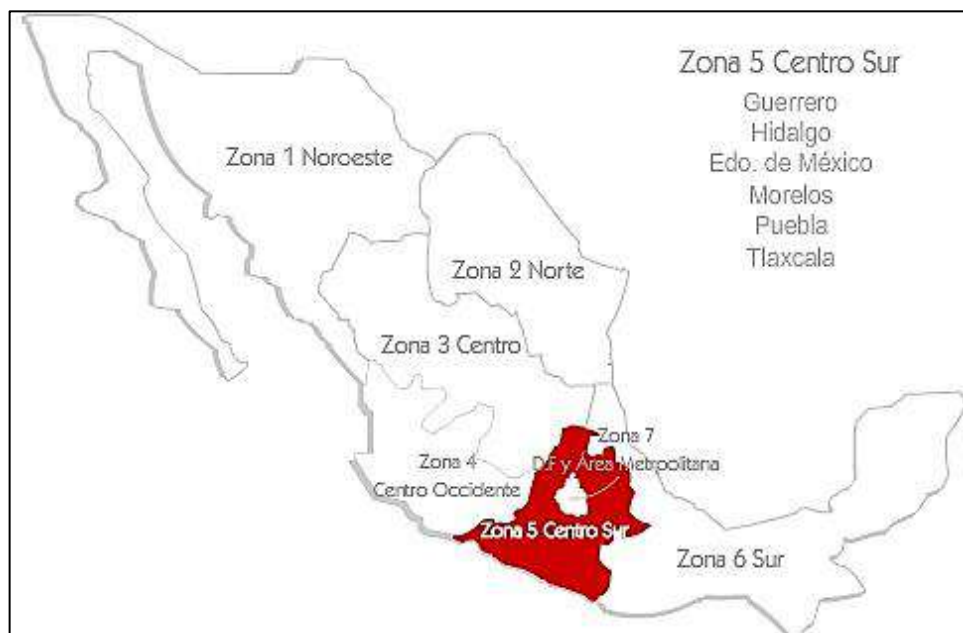 Zona 5 Centro Sur
Guerrero
Hidalgo
Edo. de México
Morelos
Puebla
Tlaxcala
Zona 1 Noroeste
Zona 2 Norte
Zona 3 Centro
Zona 7
D.F y Área Metropolitana
Zona 4
Centro Occidente
Zona 5 Centro Sur
Zona 6 Sur